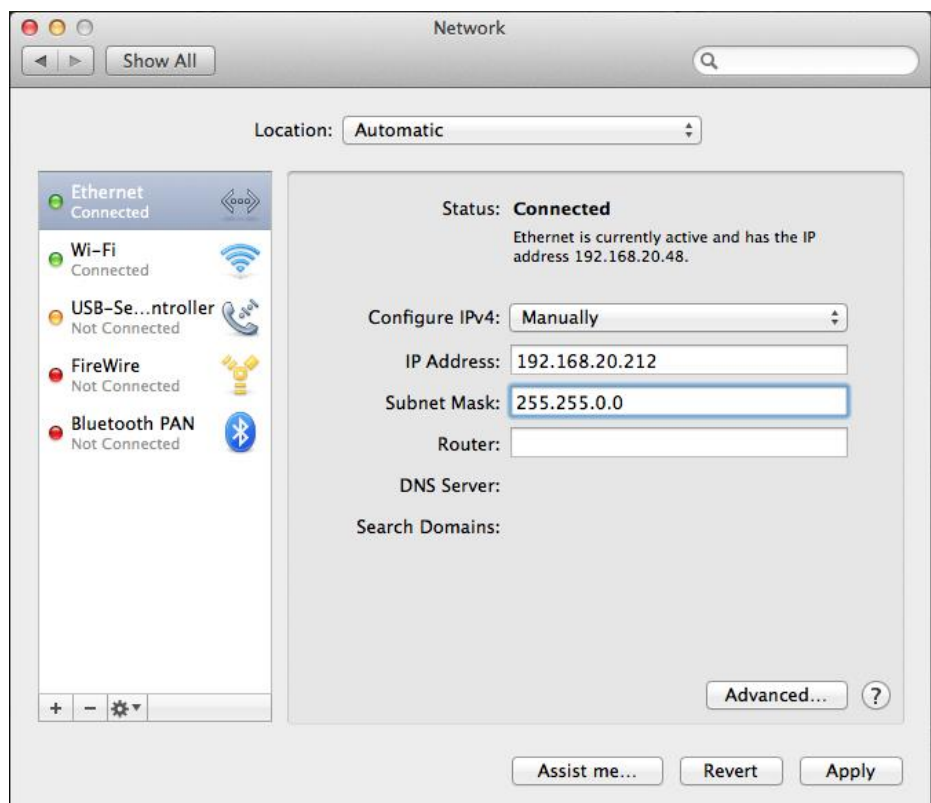 Network
Show All
Location: Automatic
Ethernet
Connected
Wi-Fi
Connected
USB-Se...ntroller
Not Connected
FireWire
Not Connected
Bluetooth PAN
Not Connected
Status: Connected
Ethernet is currently active and has the IP
address 192.168.20.48.
Configure IPv4: Manually
IP Address: 192.168.20.212
Subnet Mask: 255.255.0.0
Router:
DNS Server:
Search Domains:
Advanced... ?
Assist me... Revert Apply